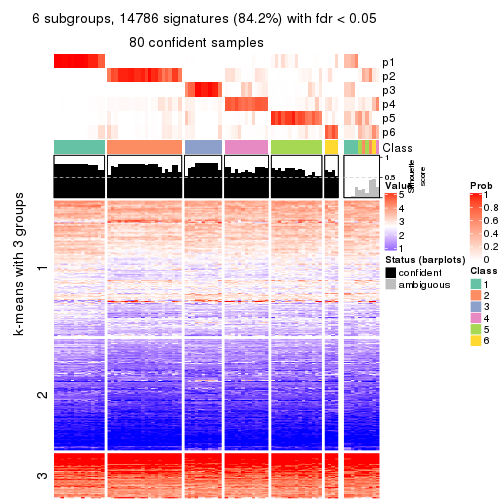 6 subgroups, 14786 signatures (84.2%) with fdr < 0.05
80 confident samples
p1
p2
p3
p4
p5
p6
Class
1
0.5
0
Silhouette
score
k-means with 3 groups
1
2
3
Value
5
4
3
2
1
Status (barplots)
confident
ambiguous
Prob
1
0.8
0.6
0.4
0.2
0
Class
1
2
3
4
5
6